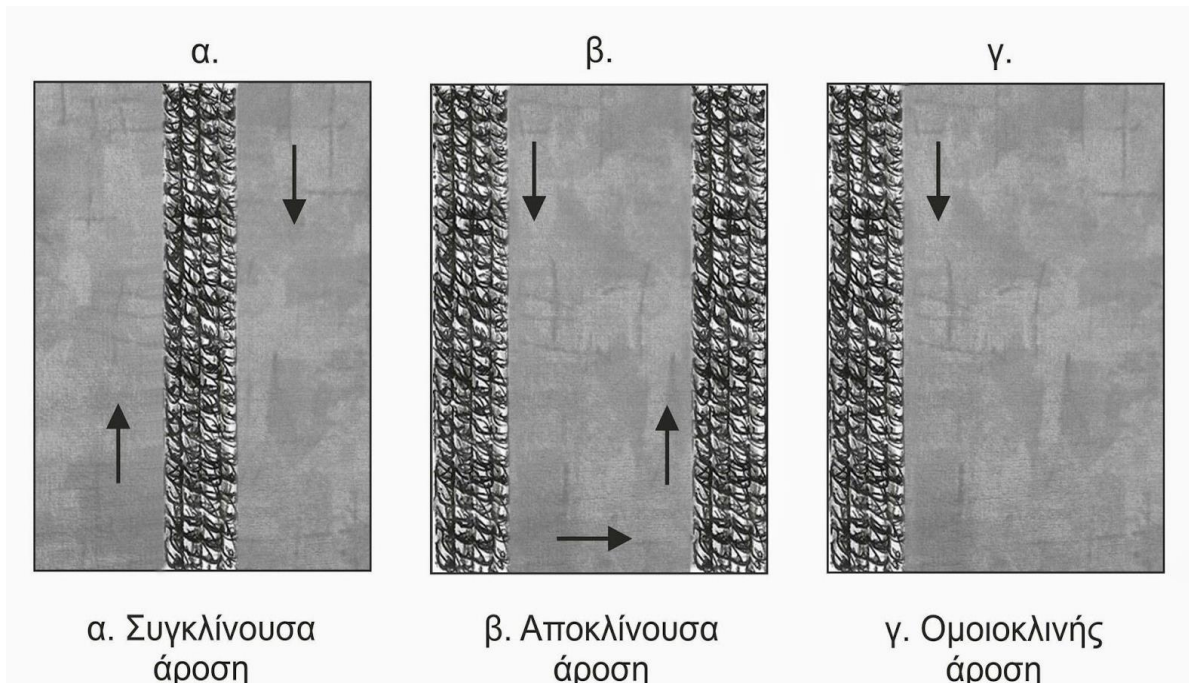 α.
β.
γ.
α. Συγκλίνουσα
άροση
β. Αποκλίνουσα
άροση
γ. Ομοιοκλινής
άροση